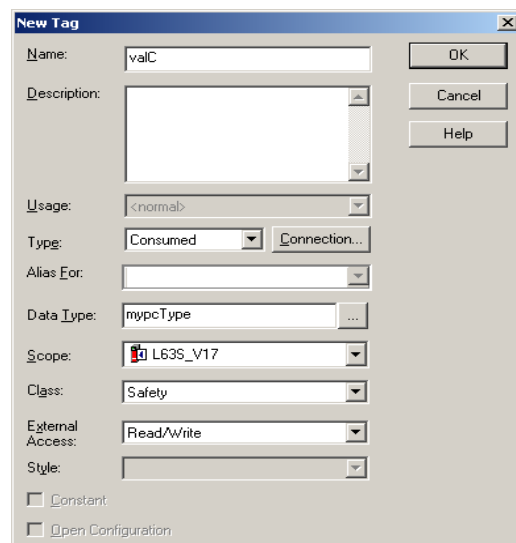 New Tag
Name: valC OK
Description: Cancel
Help
Usage: <normal>
Type: Consumed Connection...
Alias For:
Data Type: mypcType ...
Scope: L63S_V17
Class: Safety
External Access: Read/Write
Style:
Constant
Open Configuration